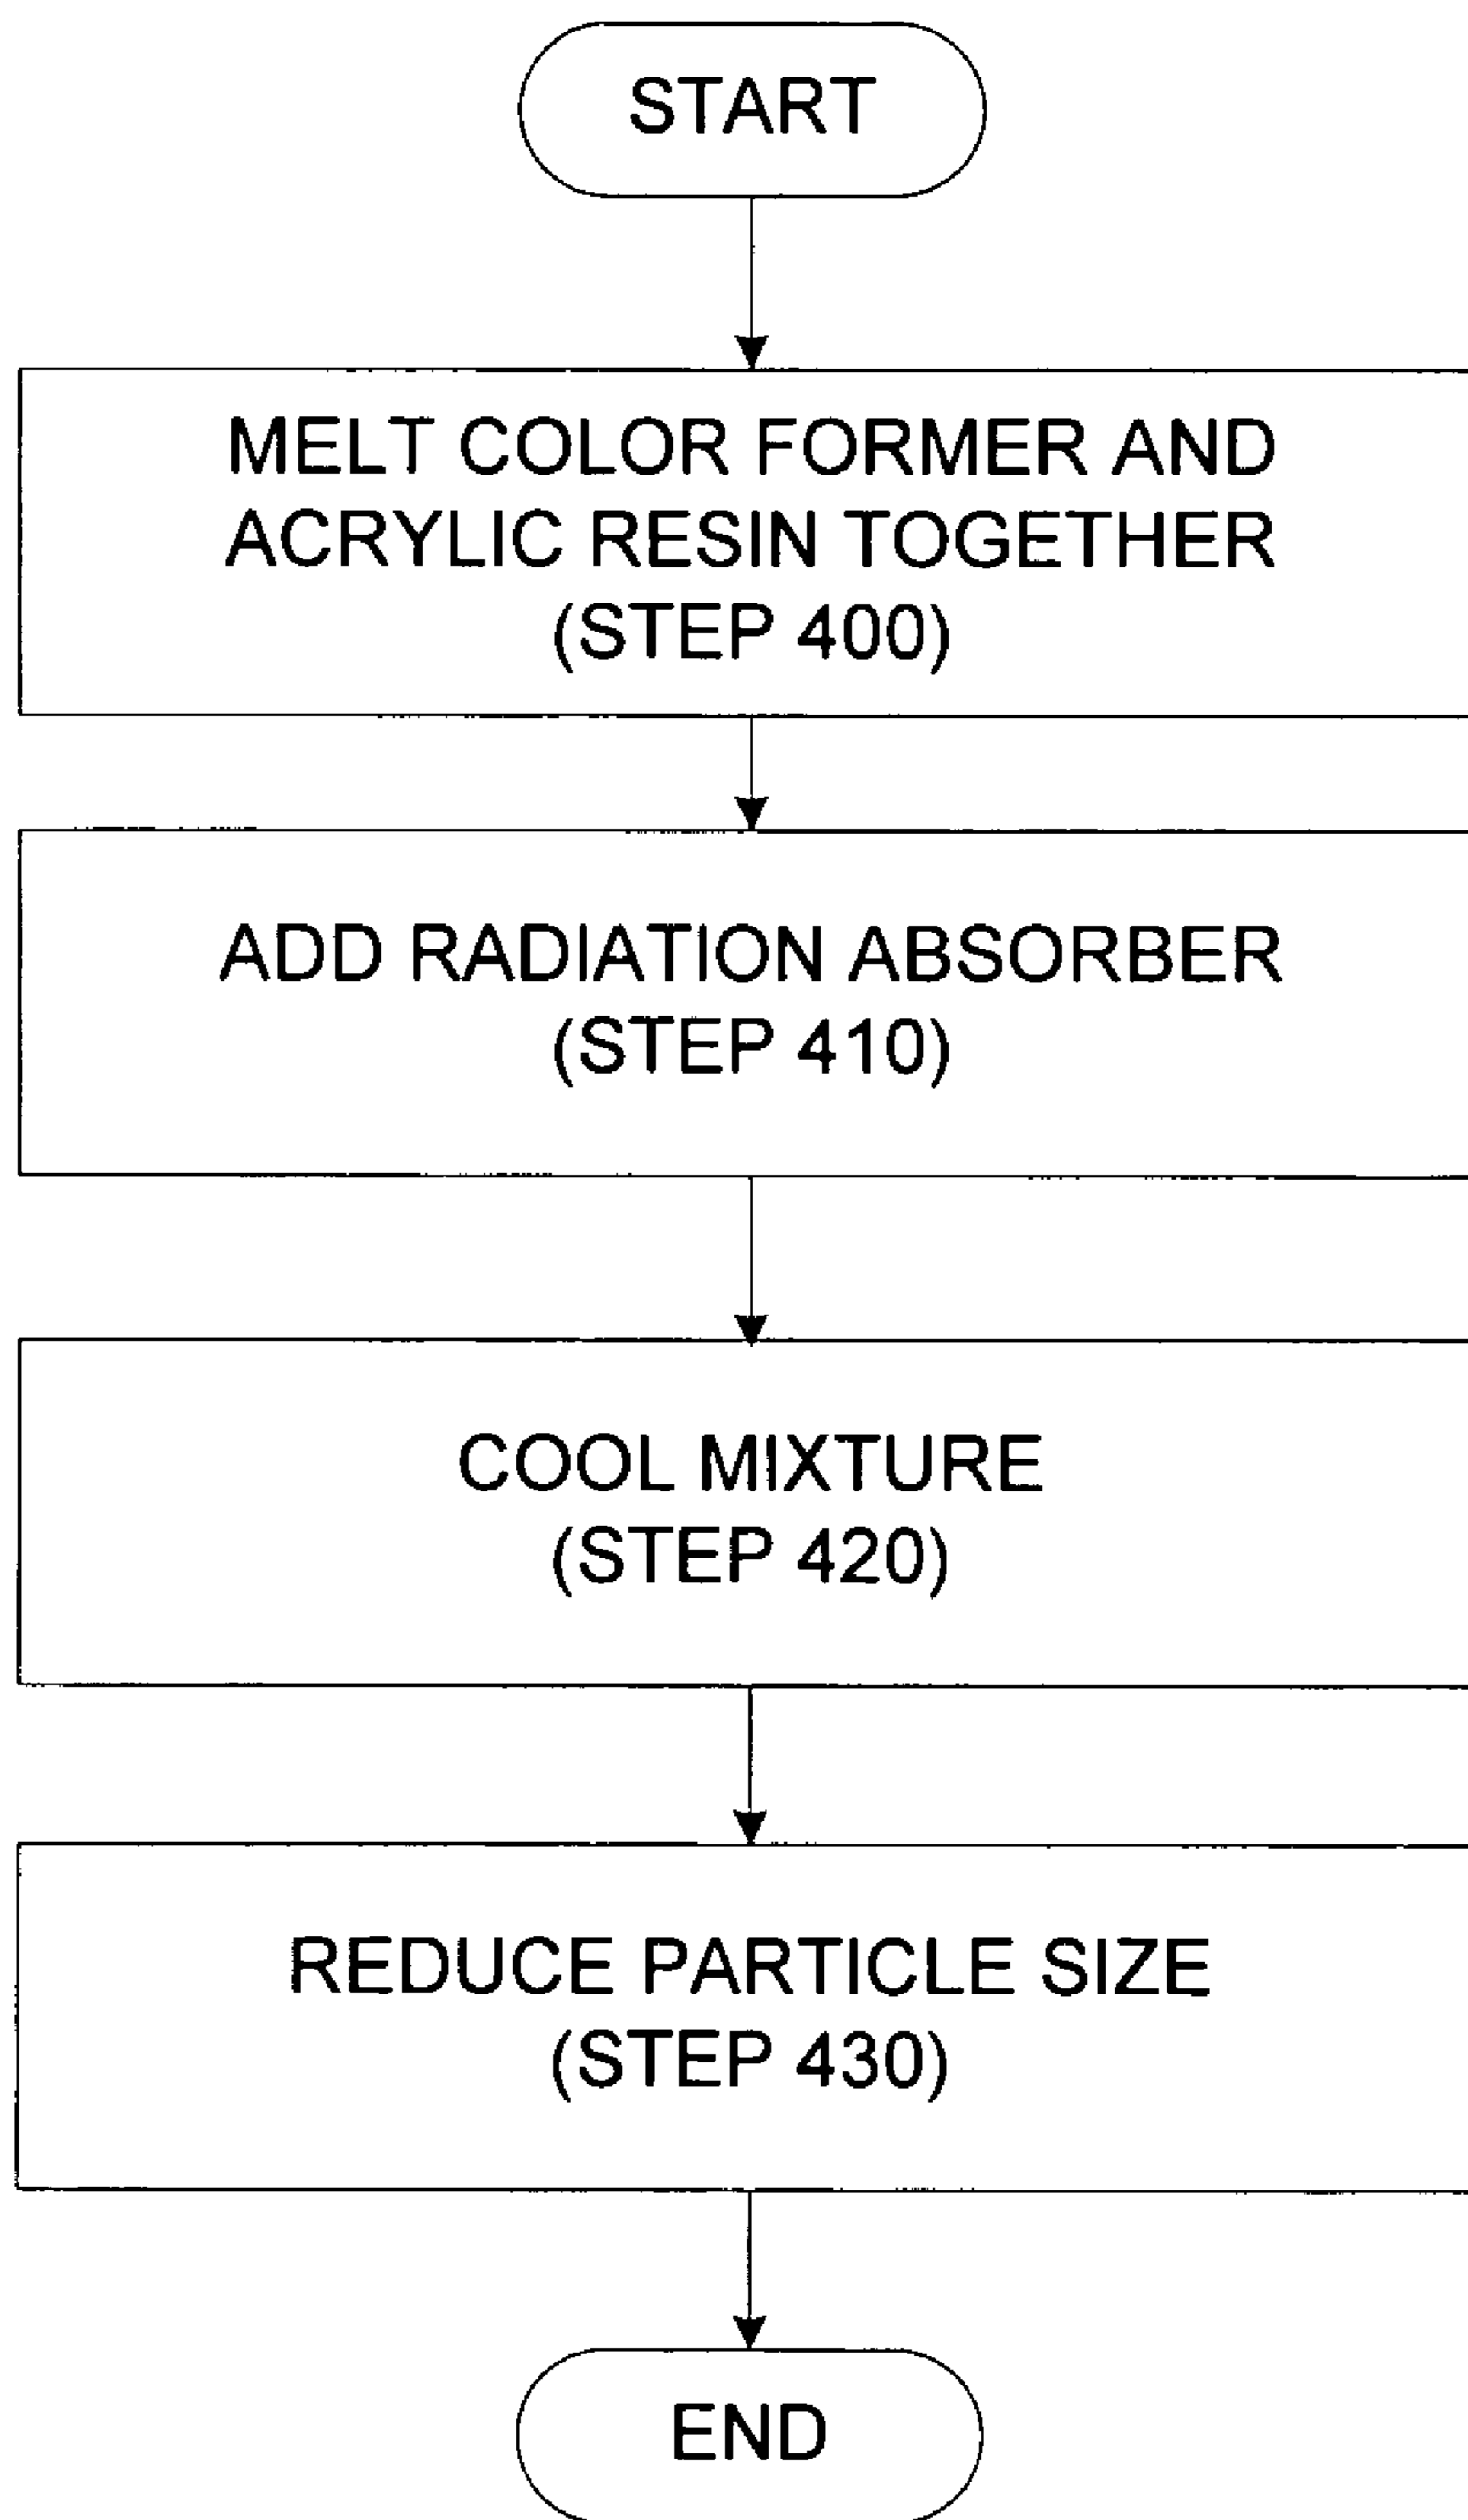 START
MELT COLOR FORMER AND
ACRYLIC RESIN TOGETHER
(STEP 400)
ADD RADIATION ABSORBER
(STEP 410)
COOL MIXTURE
(STEP 420)
REDUCE PARTICLE SIZE
(STEP 430)
END